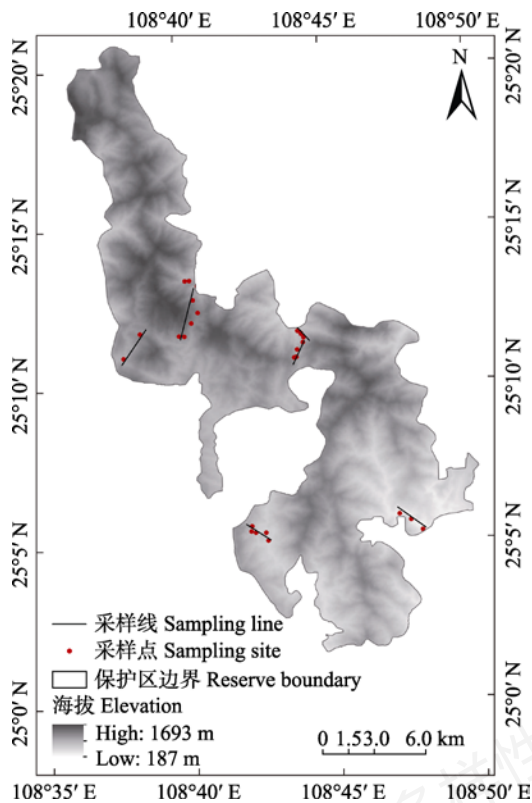 108°40′ E 108°45′ E 108°50′ E
N
25°20′ N 25°20′ N
25°15′ N 25°15′ N
25°10′ N 25°10′ N
25°5′ N 25°5′ N
25°0′ N 25°0′ N
采样线 Sampling line
采样点 Sampling site
保护区边界 Reserve boundary
海拔 Elevation
High: 1693 m
Low: 187 m
0 1.53.0 6.0 km
108°35′ E 108°40′ E 108°45′ E 108°50′ E